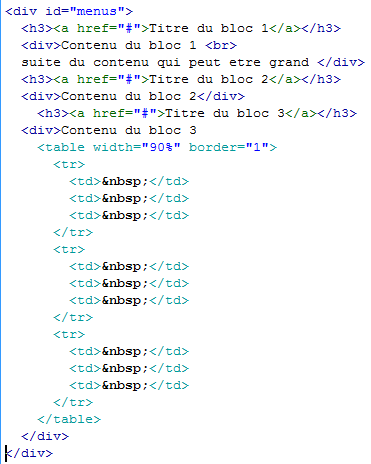 <div id="menus">
  <h3><a href="#">Titre du bloc 1</a></h3>
  <div>Contenu du bloc 1 <br>
  suite du contenu qui peut etre grand </div>
  <h3><a href="#">Titre du bloc 2</a></h3>
  <div>Contenu du bloc 2</div>
    <h3><a href="#">Titre du bloc 3</a></h3>
  <div>Contenu du bloc 3
    <table width="90%" border="1">
      <tr>
        <td>&nbsp;</td>
        <td>&nbsp;</td>
        <td>&nbsp;</td>
      </tr>
      <tr>
        <td>&nbsp;</td>
        <td>&nbsp;</td>
        <td>&nbsp;</td>
      </tr>
      <tr>
        <td>&nbsp;</td>
        <td>&nbsp;</td>
        <td>&nbsp;</td>
      </tr>
    </table>
  </div>
</div>